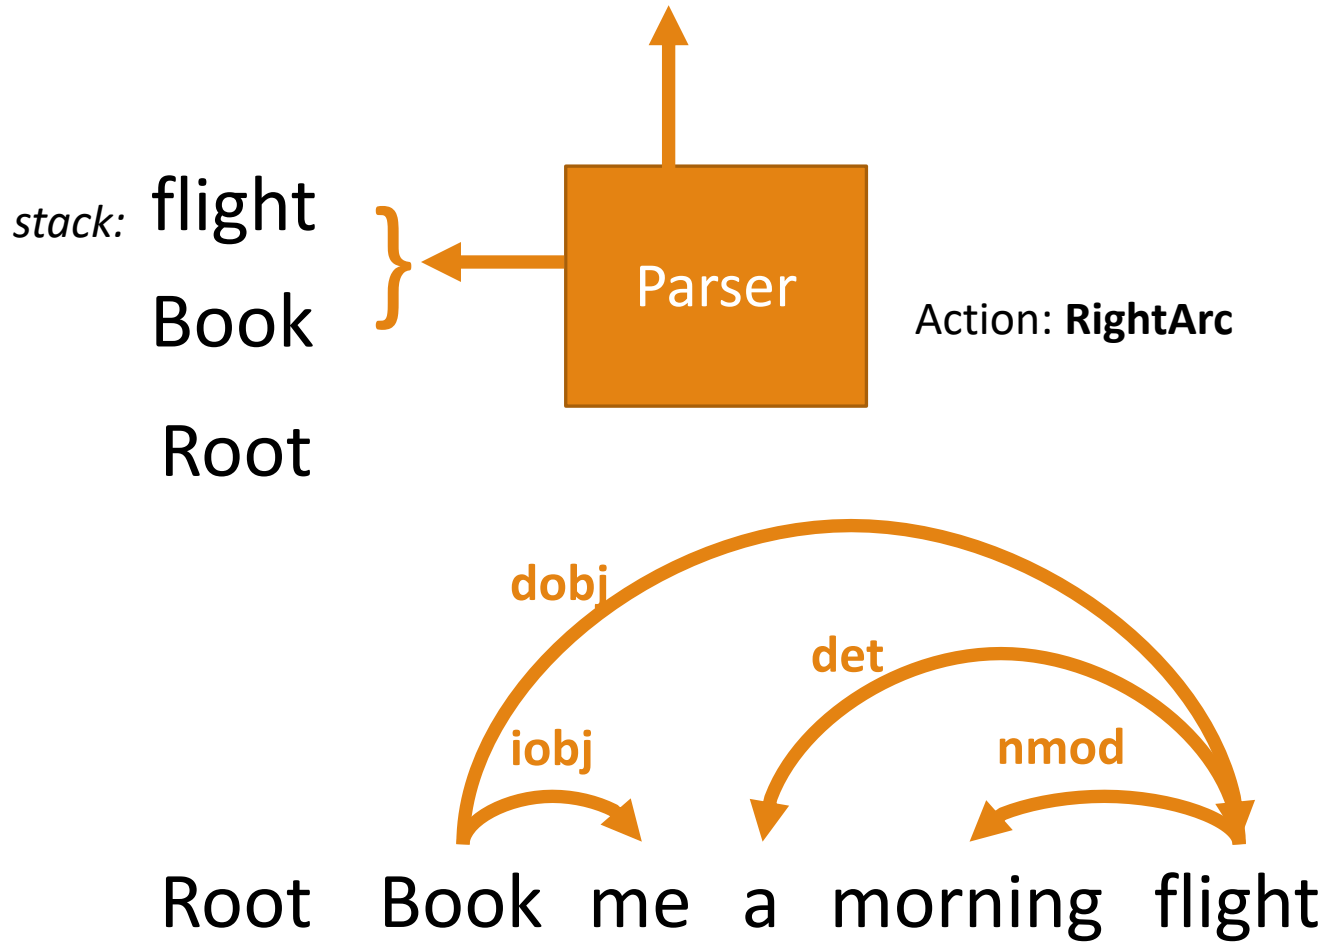 stack: flight
Book
Root
Parser
Action: RightArc
dobj
det
iobj
nmod
Root Book me a morning flight